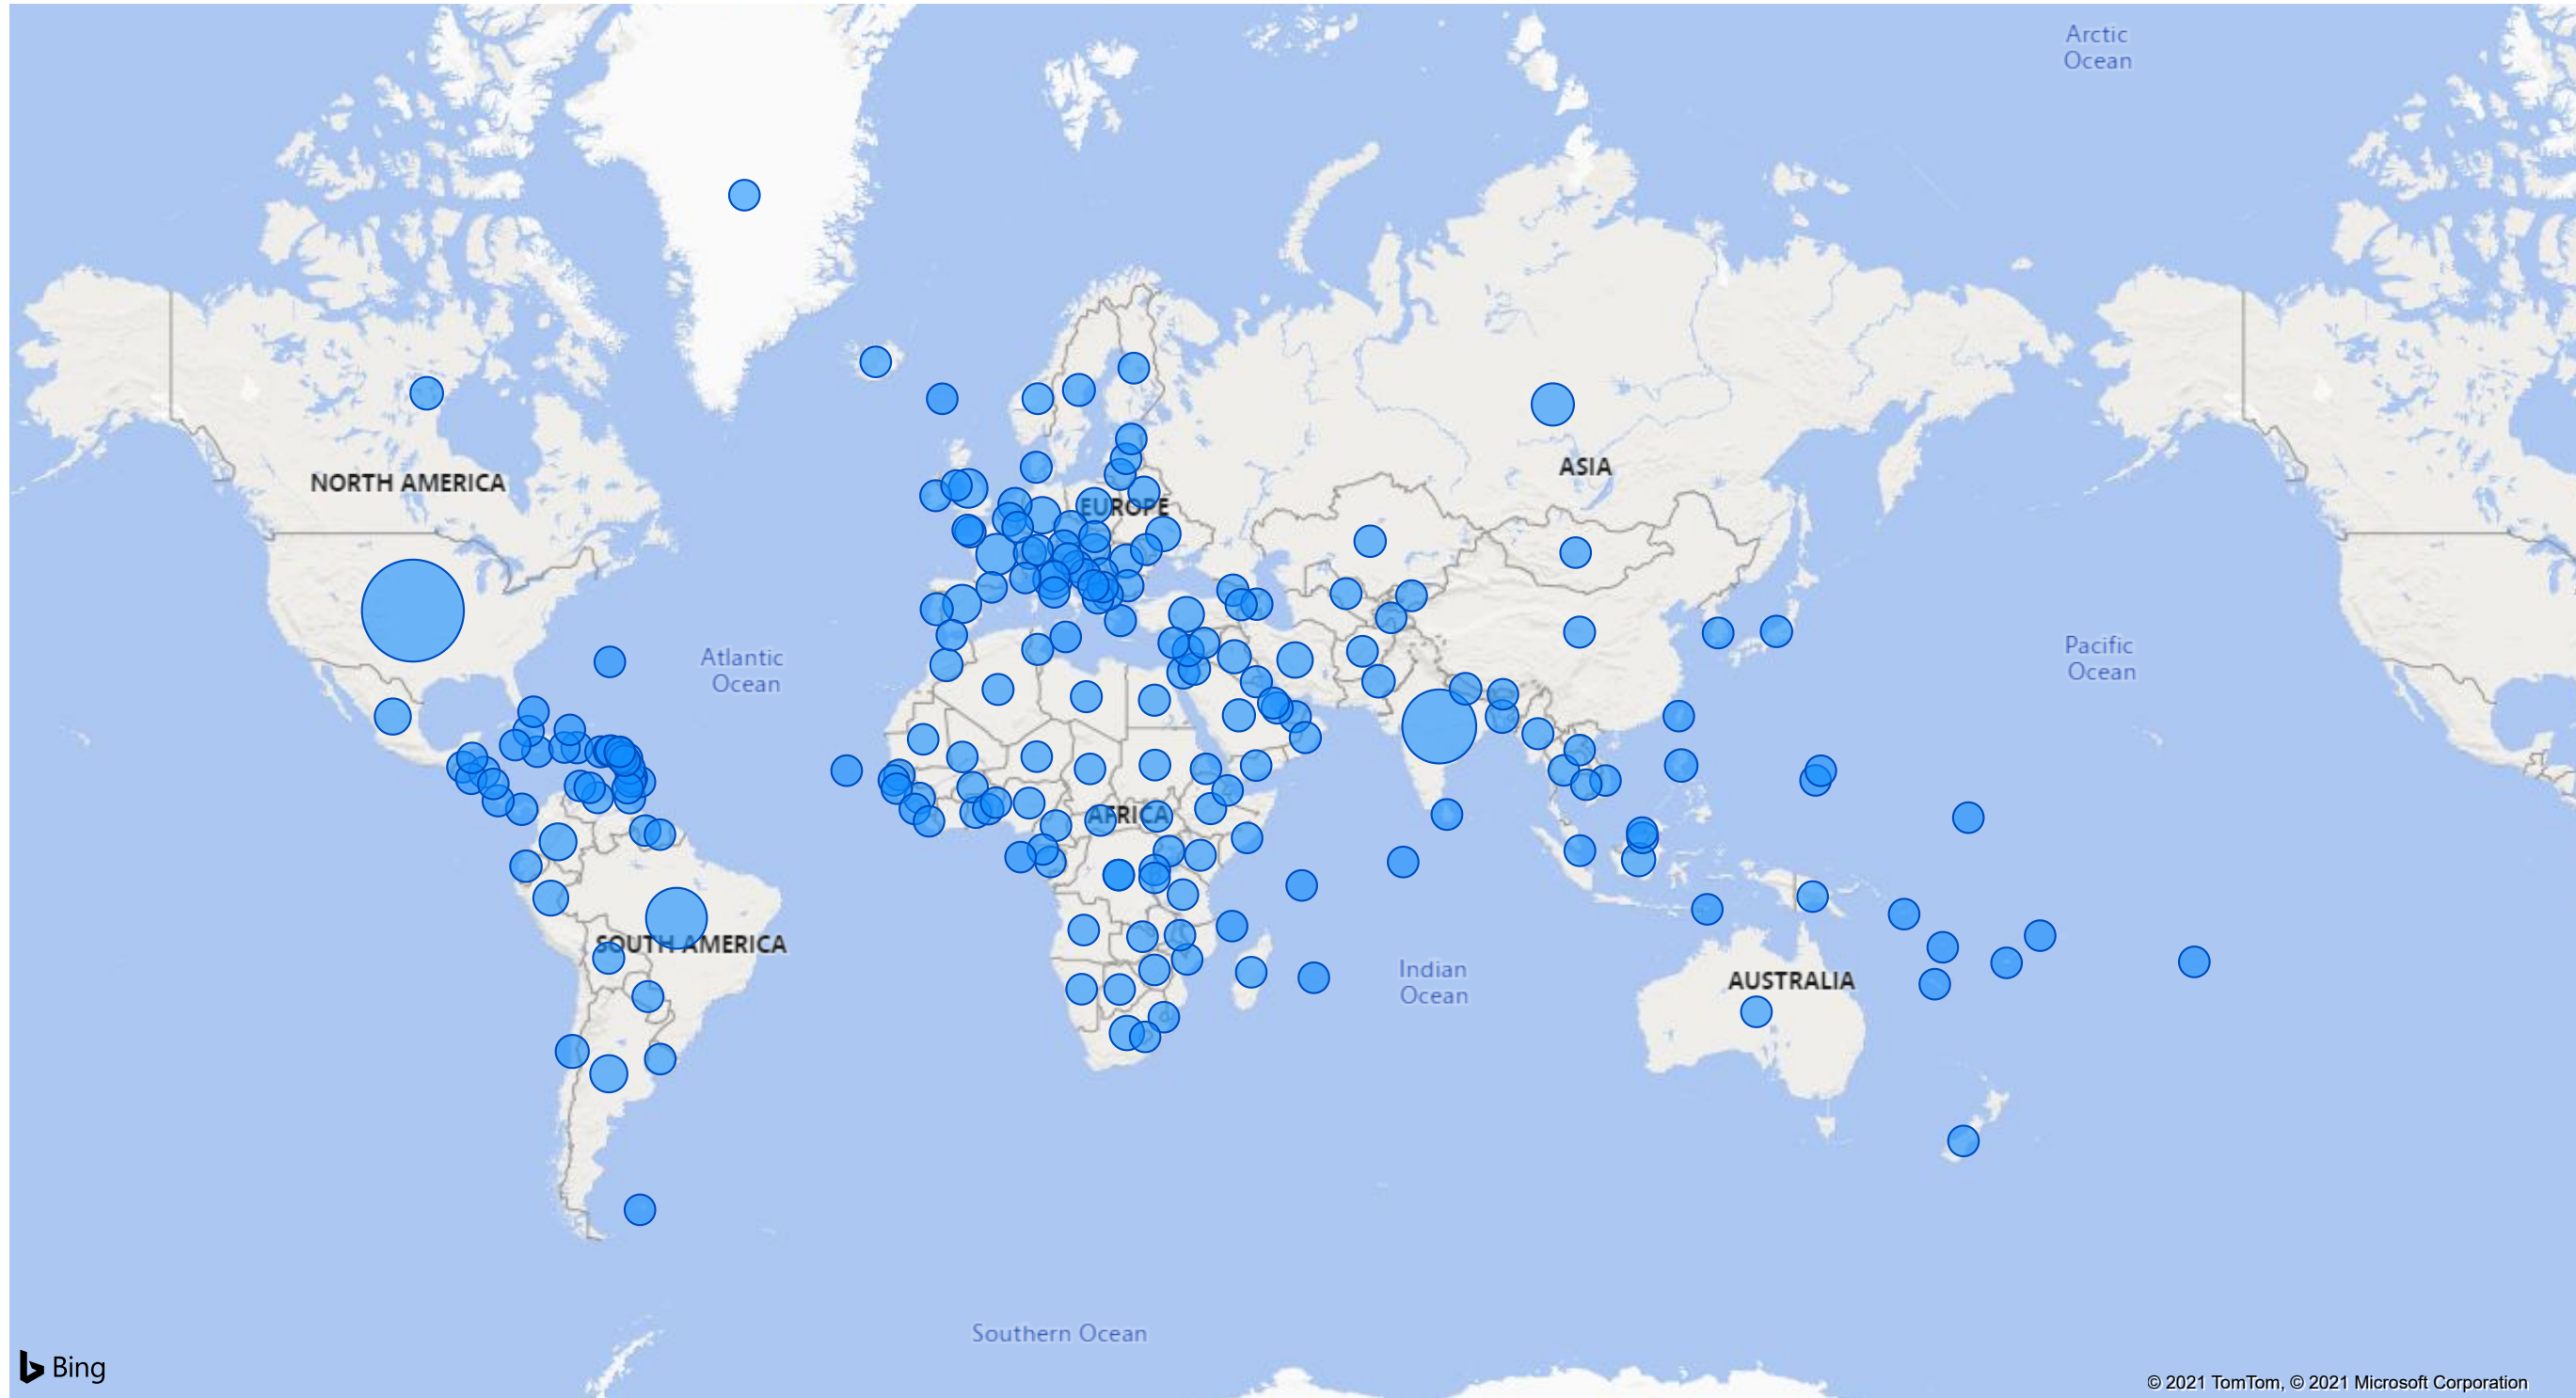 Arctic
Ocean
NORTH AMERICA
ASIA
EUROPE
Atlantic
Ocean
Pacific
Ocean
AFRICA
SOUTH AMERICA
Indian
Ocean
AUSTRALIA
Southern Ocean
Bing
© 2021 TomTom, © 2021 Microsoft Corporation